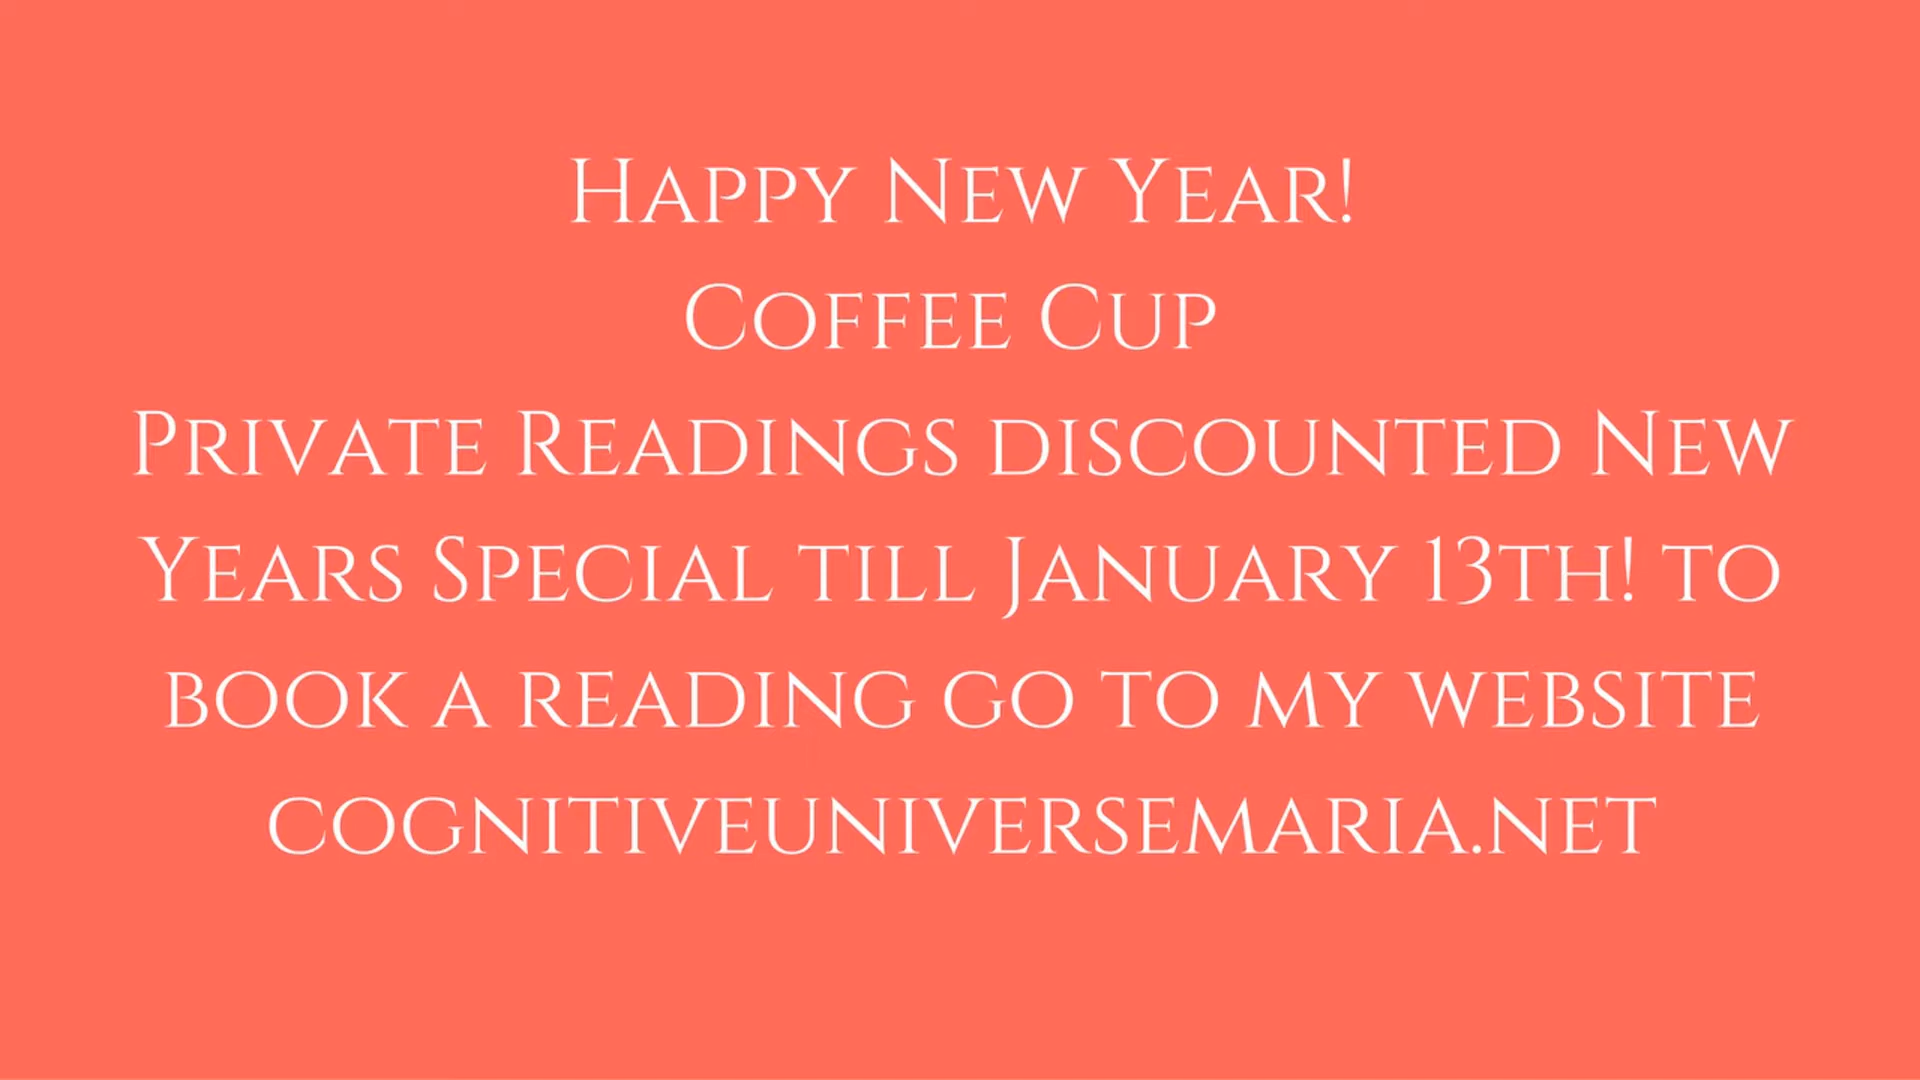 Happy New Year!
Coffee Cup
Private Readings discounted New
Years Special till January 13th! to
book a reading go to my website
cognitiveuniversemaria.net